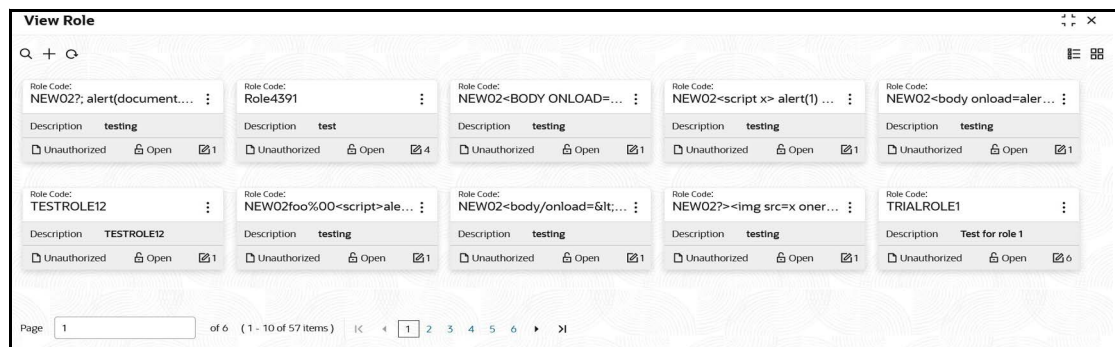 View Role
Role Code:
NEW02?; alert(document....
Description testing
Unauthorized Open 1
Role Code:
Role4391
Description test
Unauthorized Open 4
Role Code:
NEW02<BODY ONLOAD=...
Description testing
Unauthorized Open 1
Role Code:
NEW02<script x> alert(1) ...
Description testing
Unauthorized Open 1
Role Code:
NEW02<body onload=aler...
Description testing
Unauthorized Open 1
Role Code:
TESTROLE12
Description TESTROLE12
Unauthorized Open 1
Role Code:
NEW02foo%00<script>ale...
Description testing
Unauthorized Open 1
Role Code:
NEW02<body/onload=&lt;...
Description testing
Unauthorized Open 1
Role Code:
NEW02?><img src=x oner...
Description testing
Unauthorized Open 1
Role Code:
TRIALROLE1
Description Test for role 1
Unauthorized Open 6
Page 1 of 6 (1 - 10 of 57 items) 1 2 3 4 5 6